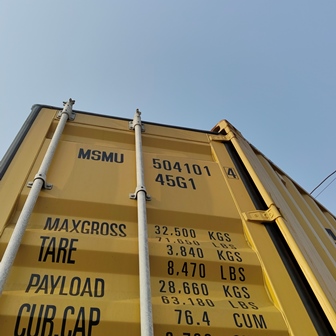 MSMU 504101 4
45G1
MAXGROSS 32.500 KGS
71.650 LBS
TARE 3.840 KGS
8,470 LBS
PAYLOAD 28.660 KGS
63.180 LBS
CUB.CAP 76.4 CUM